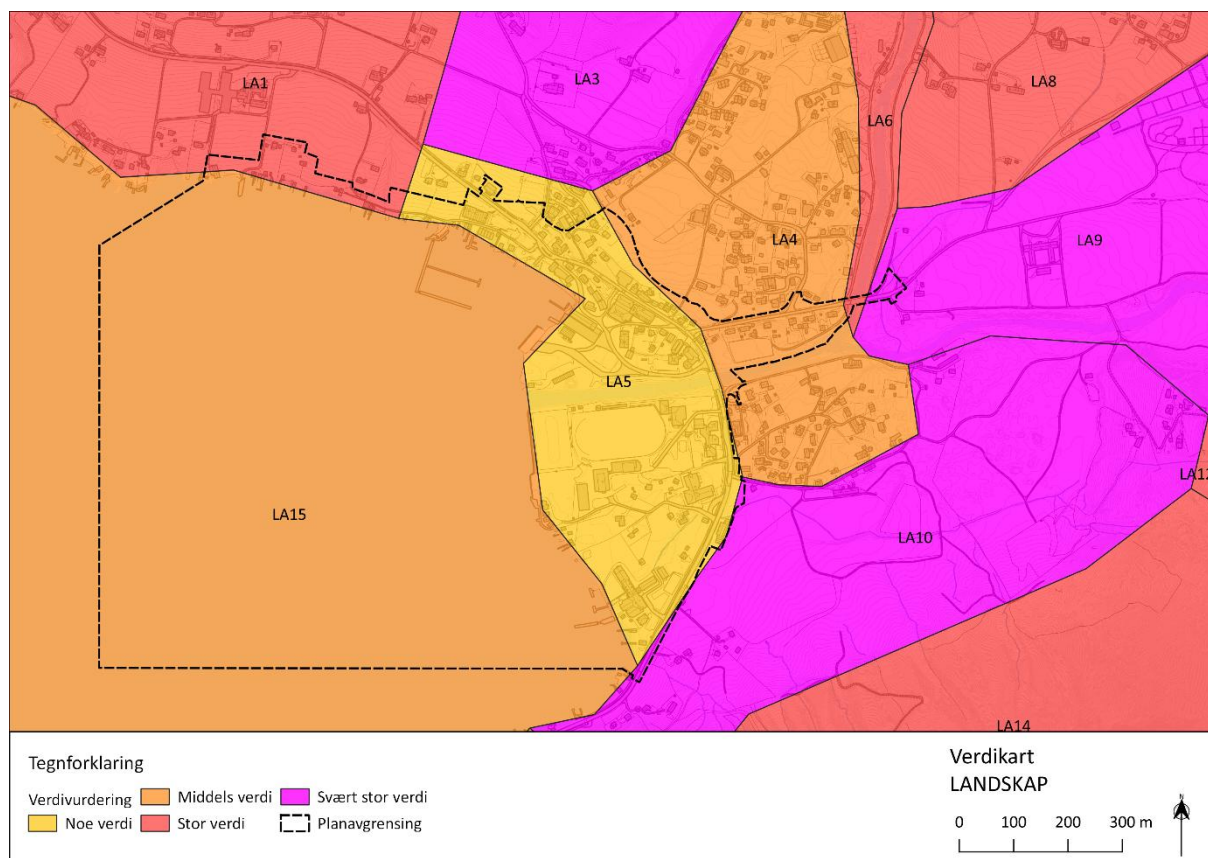 LA1
LA3
LA8
LA6
LA4
LA9
LA5
LA12
LA15
LA10
LA14
Tegnforklaring
Verdivurdering
Middels verdi
Svært stor verdi
Noe verdi
Stor verdi
Planavgrensing
Verdikart
LANDSKAP
0 100 200 300 m
N